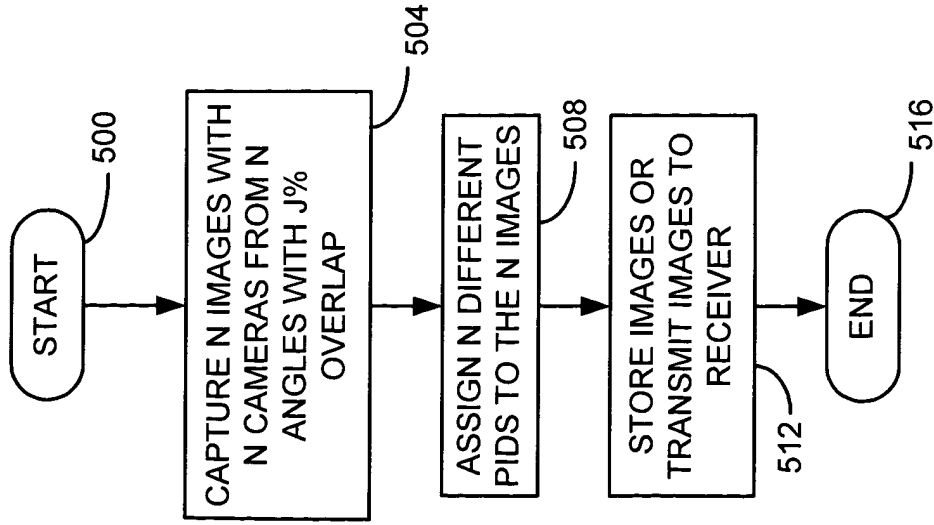 START
500
CAPTURE N IMAGES WITH
N CAMERAS FROM N
ANGLES WITH J%
OVERLAP
504
ASSIGN N DIFFERENT
PIDS TO THE N IMAGES
508
STORE IMAGES OR
TRANSMIT IMAGES TO
RECEIVER
512
END
516